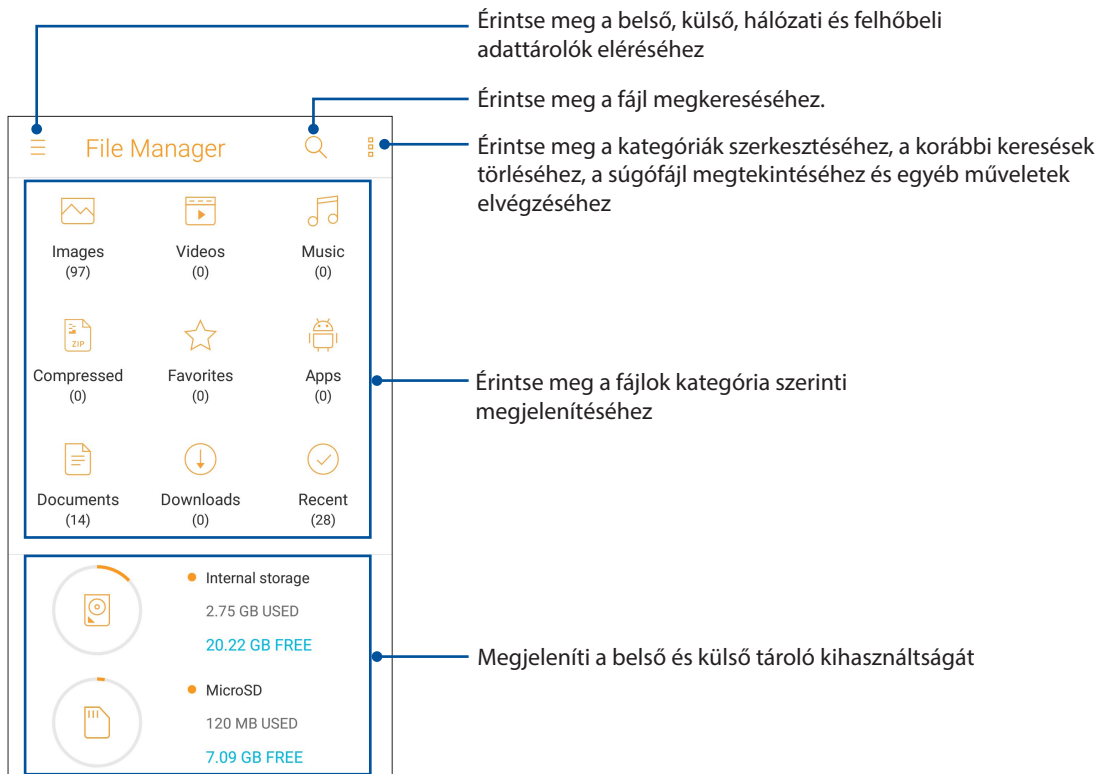 Érintse meg a belső, külső, hálózati és felhőbeli
adattárolók eléréséhez
Érintse meg a fájl megkereséséhez.
Érintse meg a kategóriák szerkesztéséhez, a korábbi keresések
törléséhez, a súgófájl megtekintéséhez és egyéb műveletek
elvégzéséhez
File Manager
Images
(97)
Videos
(0)
Music
(0)
ZIP
Compressed
(0)
Favorites
(0)
Apps
(0)
Érintse meg a fájlok kategória szerinti
megjelenítéséhez
Documents
(14)
Downloads
(0)
Recent
(28)
Internal storage
2.75 GB USED
20.22 GB FREE
Megjeleníti a belső és külső tároló kihasználtságát
MicroSD
120 MB USED
7.09 GB FREE